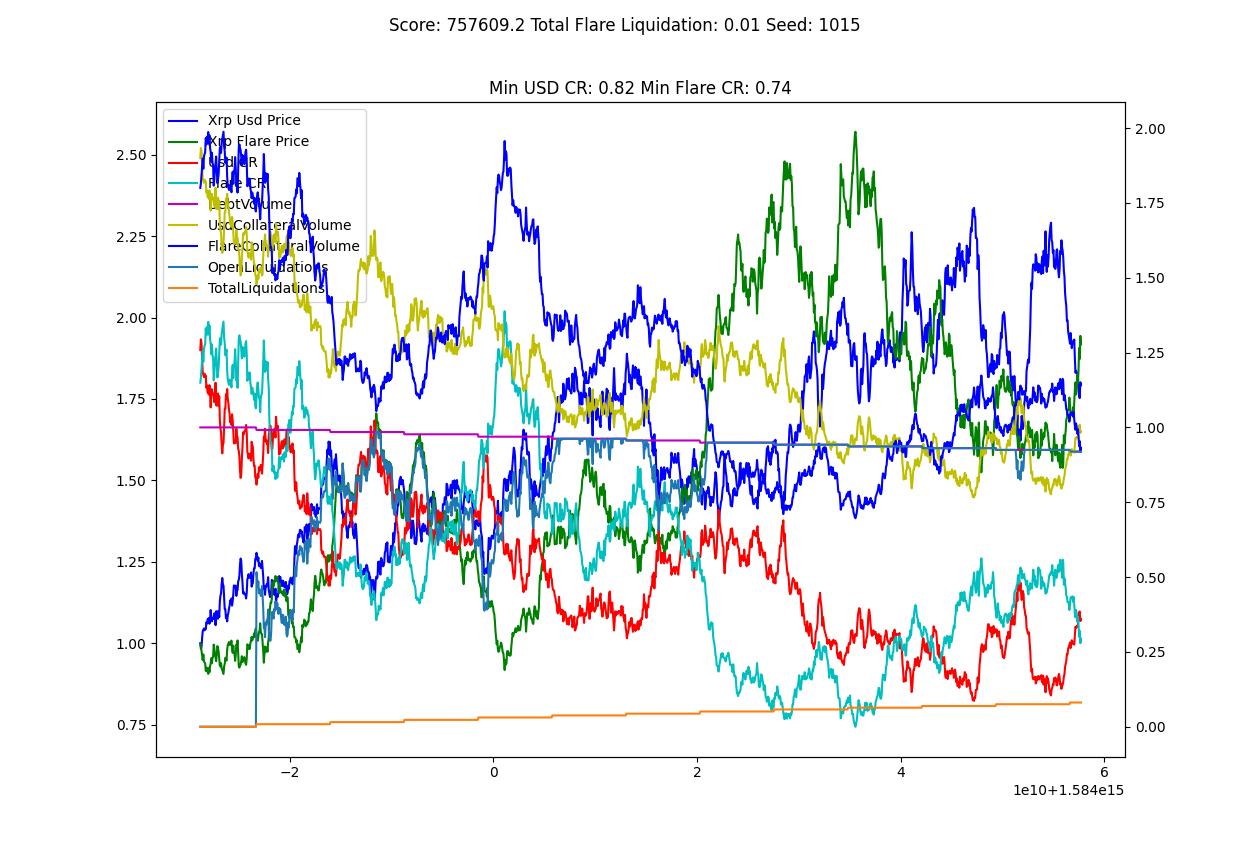 Score: 757609.2 Total Flare Liquidation: 0.01 Seed: 1015
Min USD CR: 0.82 Min Flare CR: 0.74
Xrp Usd Price
Xrp Flare Price
Usd CR
Flare CR
DebtVolume
UsdCollateralVolume
FlareCollateralVolume
OpenLiquidations
TotalLiquidations
2.50
2.25
2.00
1.75
1.50
1.25
1.00
0.75
2.00
1.75
1.50
1.25
1.00
0.75
0.50
0.25
0.00
−2 0 2 4 6
1e10+1.584e15